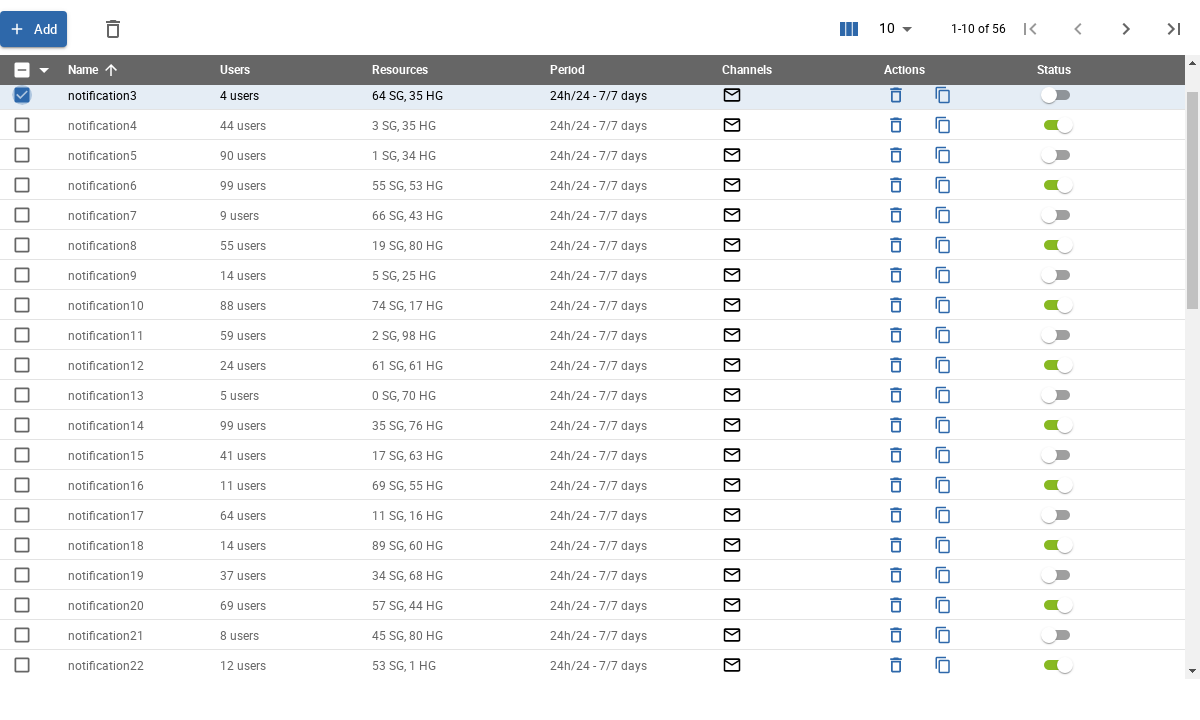 Add 10 1-10 of 56
Name Users Resources Period Channels Actions Status
notification3 4 users 64 SG, 35 HG 24h/24 - 7/7 days
notification4 44 users 3 SG, 35 HG 24h/24 - 7/7 days
notification5 90 users 1 SG, 34 HG 24h/24 - 7/7 days
notification6 99 users 55 SG, 53 HG 24h/24 - 7/7 days
notification7 9 users 66 SG, 43 HG 24h/24 - 7/7 days
notification8 55 users 19 SG, 80 HG 24h/24 - 7/7 days
notification9 14 users 5 SG, 25 HG 24h/24 - 7/7 days
notification10 88 users 74 SG, 17 HG 24h/24 - 7/7 days
notification11 59 users 2 SG, 98 HG 24h/24 - 7/7 days
notification12 24 users 61 SG, 61 HG 24h/24 - 7/7 days
notification13 5 users 0 SG, 70 HG 24h/24 - 7/7 days
notification14 99 users 35 SG, 76 HG 24h/24 - 7/7 days
notification15 41 users 17 SG, 63 HG 24h/24 - 7/7 days
notification16 11 users 69 SG, 55 HG 24h/24 - 7/7 days
notification17 64 users 11 SG, 16 HG 24h/24 - 7/7 days
notification18 14 users 89 SG, 60 HG 24h/24 - 7/7 days
notification19 37 users 34 SG, 68 HG 24h/24 - 7/7 days
notification20 69 users 57 SG, 44 HG 24h/24 - 7/7 days
notification21 8 users 45 SG, 80 HG 24h/24 - 7/7 days
notification22 12 users 53 SG, 1 HG 24h/24 - 7/7 days